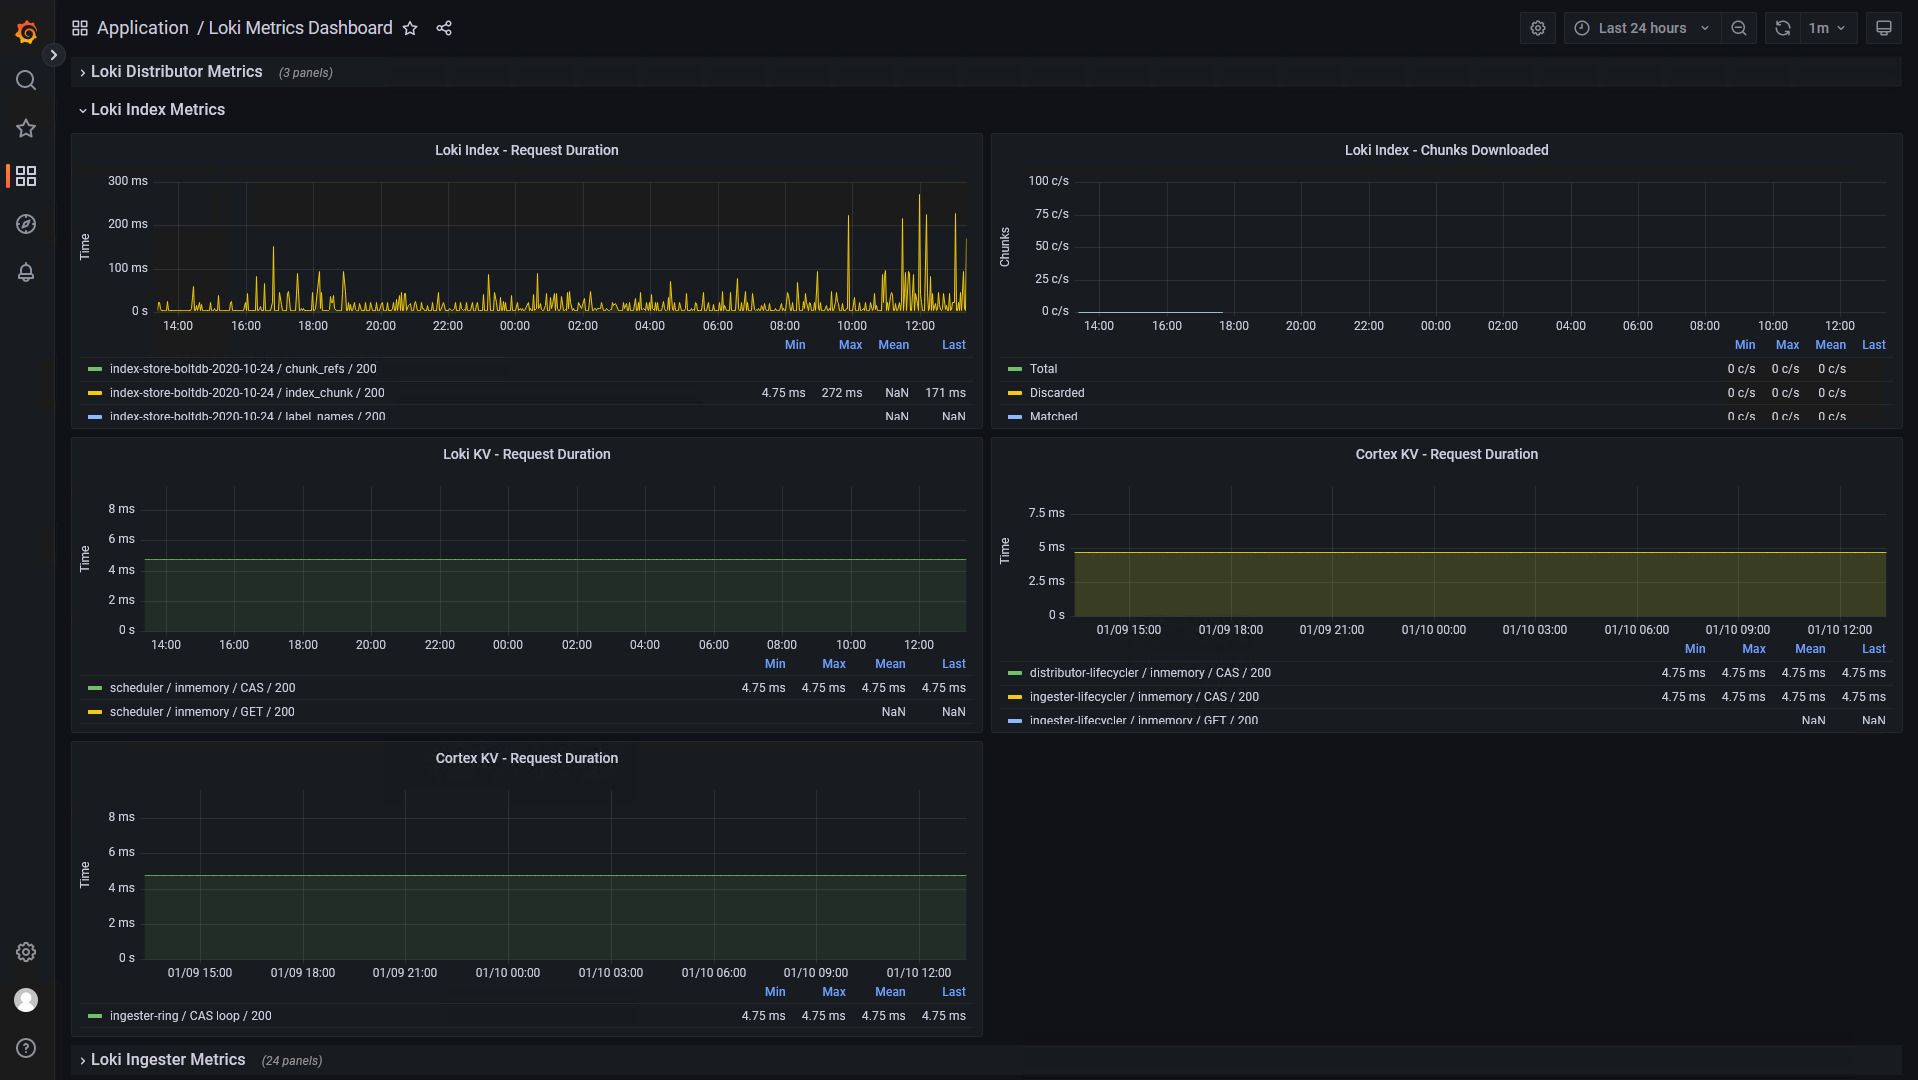 Application / Loki Metrics Dashboard
Last 24 hours
1m
Loki Distributor Metrics (3 panels)
Loki Index Metrics
Loki Index - Request Duration
Time
300 ms
200 ms
100 ms
0 s
14:00 16:00 18:00 20:00 22:00 00:00 02:00 04:00 06:00 08:00 10:00 12:00
Min Max Mean Last
index-store-boltdb-2020-10-24 / chunk_refs / 200
index-store-boltdb-2020-10-24 / index_chunk / 200 4.75 ms 272 ms NaN 171 ms
index-store-boltdb-2020-10-24 / label_names / 200 NaN NaN
Loki Index - Chunks Downloaded
Chunks
100 c/s
75 c/s
50 c/s
25 c/s
0 c/s
14:00 16:00 18:00 20:00 22:00 00:00 02:00 04:00 06:00 08:00 10:00 12:00
Min Max Mean Last
Total 0 c/s 0 c/s 0 c/s
Discarded 0 c/s 0 c/s 0 c/s
Matched 0 c/s 0 c/s 0 c/s
Loki KV - Request Duration
Time
8 ms
6 ms
4 ms
2 ms
0 s
14:00 16:00 18:00 20:00 22:00 00:00 02:00 04:00 06:00 08:00 10:00 12:00
Min Max Mean Last
scheduler / inmemory / CAS / 200 4.75 ms 4.75 ms 4.75 ms 4.75 ms
scheduler / inmemory / GET / 200 NaN NaN
Cortex KV - Request Duration
Time
7.5 ms
5 ms
2.5 ms
0 s
01/09 15:00 01/09 18:00 01/09 21:00 01/10 00:00 01/10 03:00 01/10 06:00 01/10 09:00 01/10 12:00
Min Max Mean Last
distributor-lifecycler / inmemory / CAS / 200 4.75 ms 4.75 ms 4.75 ms 4.75 ms
ingester-lifecycler / inmemory / CAS / 200 4.75 ms 4.75 ms 4.75 ms 4.75 ms
ingester-lifecycler / inmemory / GET / 200 NaN NaN
Cortex KV - Request Duration
Time
8 ms
6 ms
4 ms
2 ms
0 s
01/09 15:00 01/09 18:00 01/09 21:00 01/10 00:00 01/10 03:00 01/10 06:00 01/10 09:00 01/10 12:00
Min Max Mean Last
ingester-ring / CAS loop / 200 4.75 ms 4.75 ms 4.75 ms 4.75 ms
Loki Ingester Metrics (24 panels)